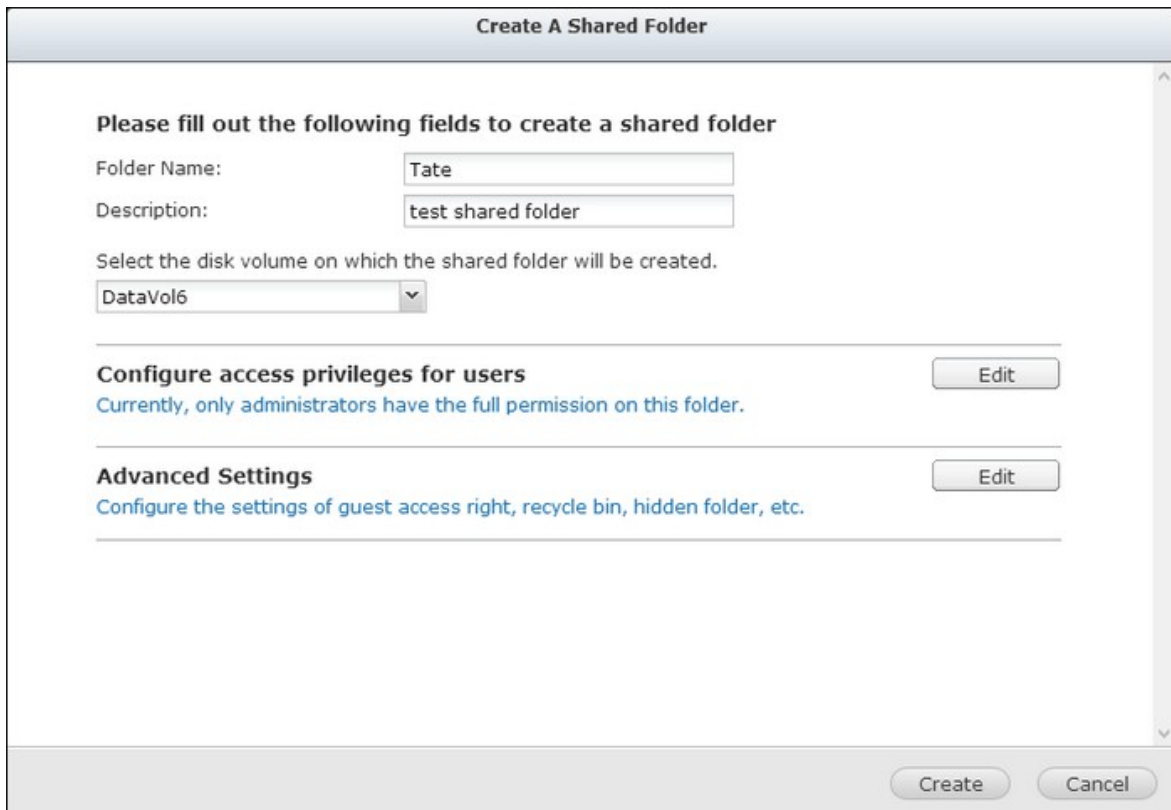 Create A Shared Folder
Please fill out the following fields to create a shared folder
Folder Name:
Tate
Description:
test shared folder
Select the disk volume on which the shared folder will be created.
DataVol6
Configure access privileges for users
Edit
Currently, only administrators have the full permission on this folder.
Advanced Settings
Edit
Configure the settings of guest access right, recycle bin, hidden folder, etc.
Create
Cancel